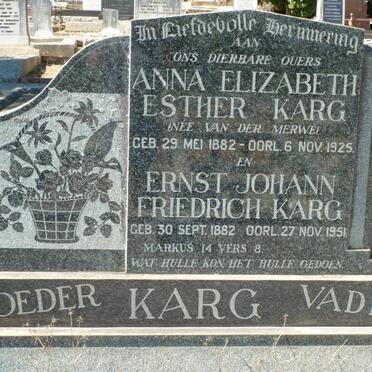 In Liefdevolle Herinnering
AAN
ONS DIERBARE OUERS
ANNA ELIZABETH
ESTHER KARG
(NEE VAN DER MERWE)
GEB. 29 MEI 1882 - OORL. 6 NOV. 1925
EN
ERNST JOHANN
FRIEDRICH KARG
GEB. 30 SEPT. 1882 OORL. 27 NOV. 1951
MARKUS 14 VERS 8.
WAT HULLE KON, HET HULLE GEDOEN.
OEDER KARG VAD